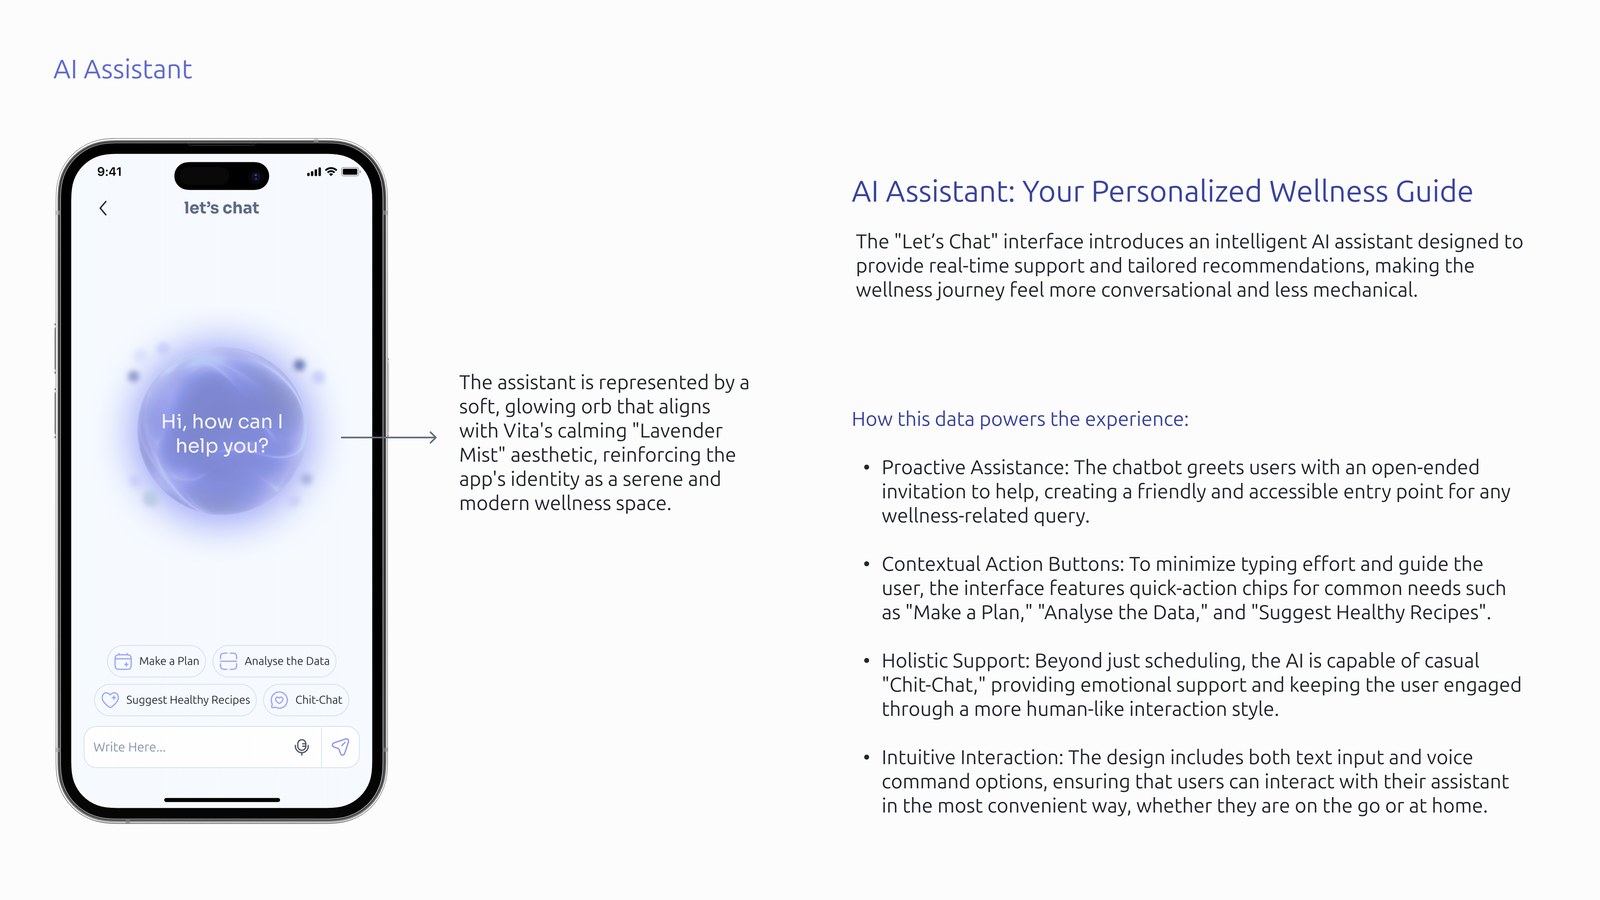 AI Assistant
9:41
let's chat
Hi, how can I
help you?
Make a Plan
Analyse the Data
Suggest Healthy Recipes
Chit-Chat
Write Here...
The assistant is represented by a
soft, glowing orb that aligns
with Vita's calming "Lavender
Mist" aesthetic, reinforcing the
app's identity as a serene and
modern wellness space.
AI Assistant: Your Personalized Wellness Guide
The "Let’s Chat" interface introduces an intelligent AI assistant designed to
provide real-time support and tailored recommendations, making the
wellness journey feel more conversational and less mechanical.
How this data powers the experience:
• Proactive Assistance: The chatbot greets users with an open-ended
invitation to help, creating a friendly and accessible entry point for any
wellness-related query.
• Contextual Action Buttons: To minimize typing effort and guide the
user, the interface features quick-action chips for common needs such
as "Make a Plan," "Analyse the Data," and "Suggest Healthy Recipes".
• Holistic Support: Beyond just scheduling, the AI is capable of casual
"Chit-Chat," providing emotional support and keeping the user engaged
through a more human-like interaction style.
• Intuitive Interaction: The design includes both text input and voice
command options, ensuring that users can interact with their assistant
in the most convenient way, whether they are on the go or at home.